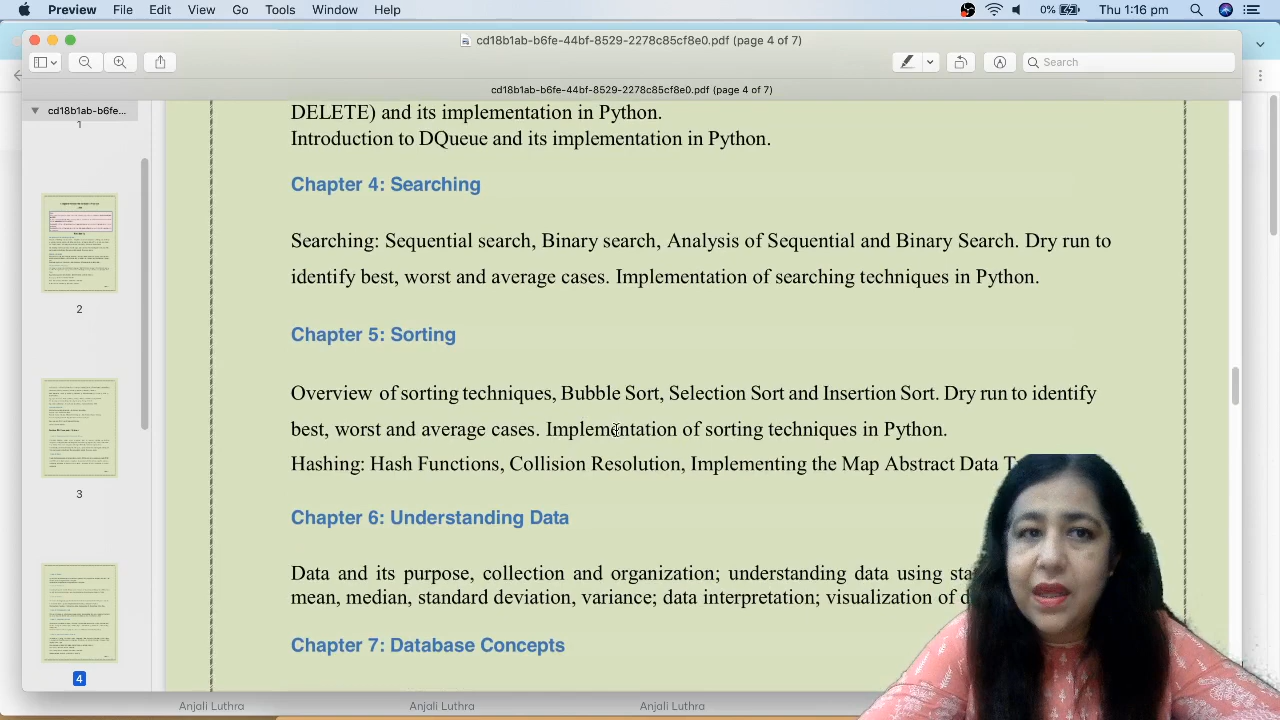 Preview File Edit View Go Tools Window Help 0% Thu 1:16 pm
cd18b1ab-b6fe-44bf-8529-2278c85cf8e0.pdf (page 4 of 7)
Search
cd18b1ab-b6fe-44bf-8529-2278c85cf8e0.pdf (page 4 of 7)
cd18b1ab-b6fe...
1
2
3
4
DELETE) and its implementation in Python.
Introduction to DQueue and its implementation in Python.
Chapter 4: Searching
Searching: Sequential search, Binary search, Analysis of Sequential and Binary Search. Dry run to
identify best, worst and average cases. Implementation of searching techniques in Python.
Chapter 5: Sorting
Overview of sorting techniques, Bubble Sort, Selection Sort and Insertion Sort. Dry run to identify
best, worst and average cases. Implementation of sorting techniques in Python.
Hashing: Hash Functions, Collision Resolution, Implementing the Map Abstract Data
Chapter 6: Understanding Data
Data and its purpose, collection and organization; understanding data using
mean, median, standard deviation, variance; data interpretation; visualization of
Chapter 7: Database Concepts
Anjali Luthra Anjali Luthra Anjali Luthra